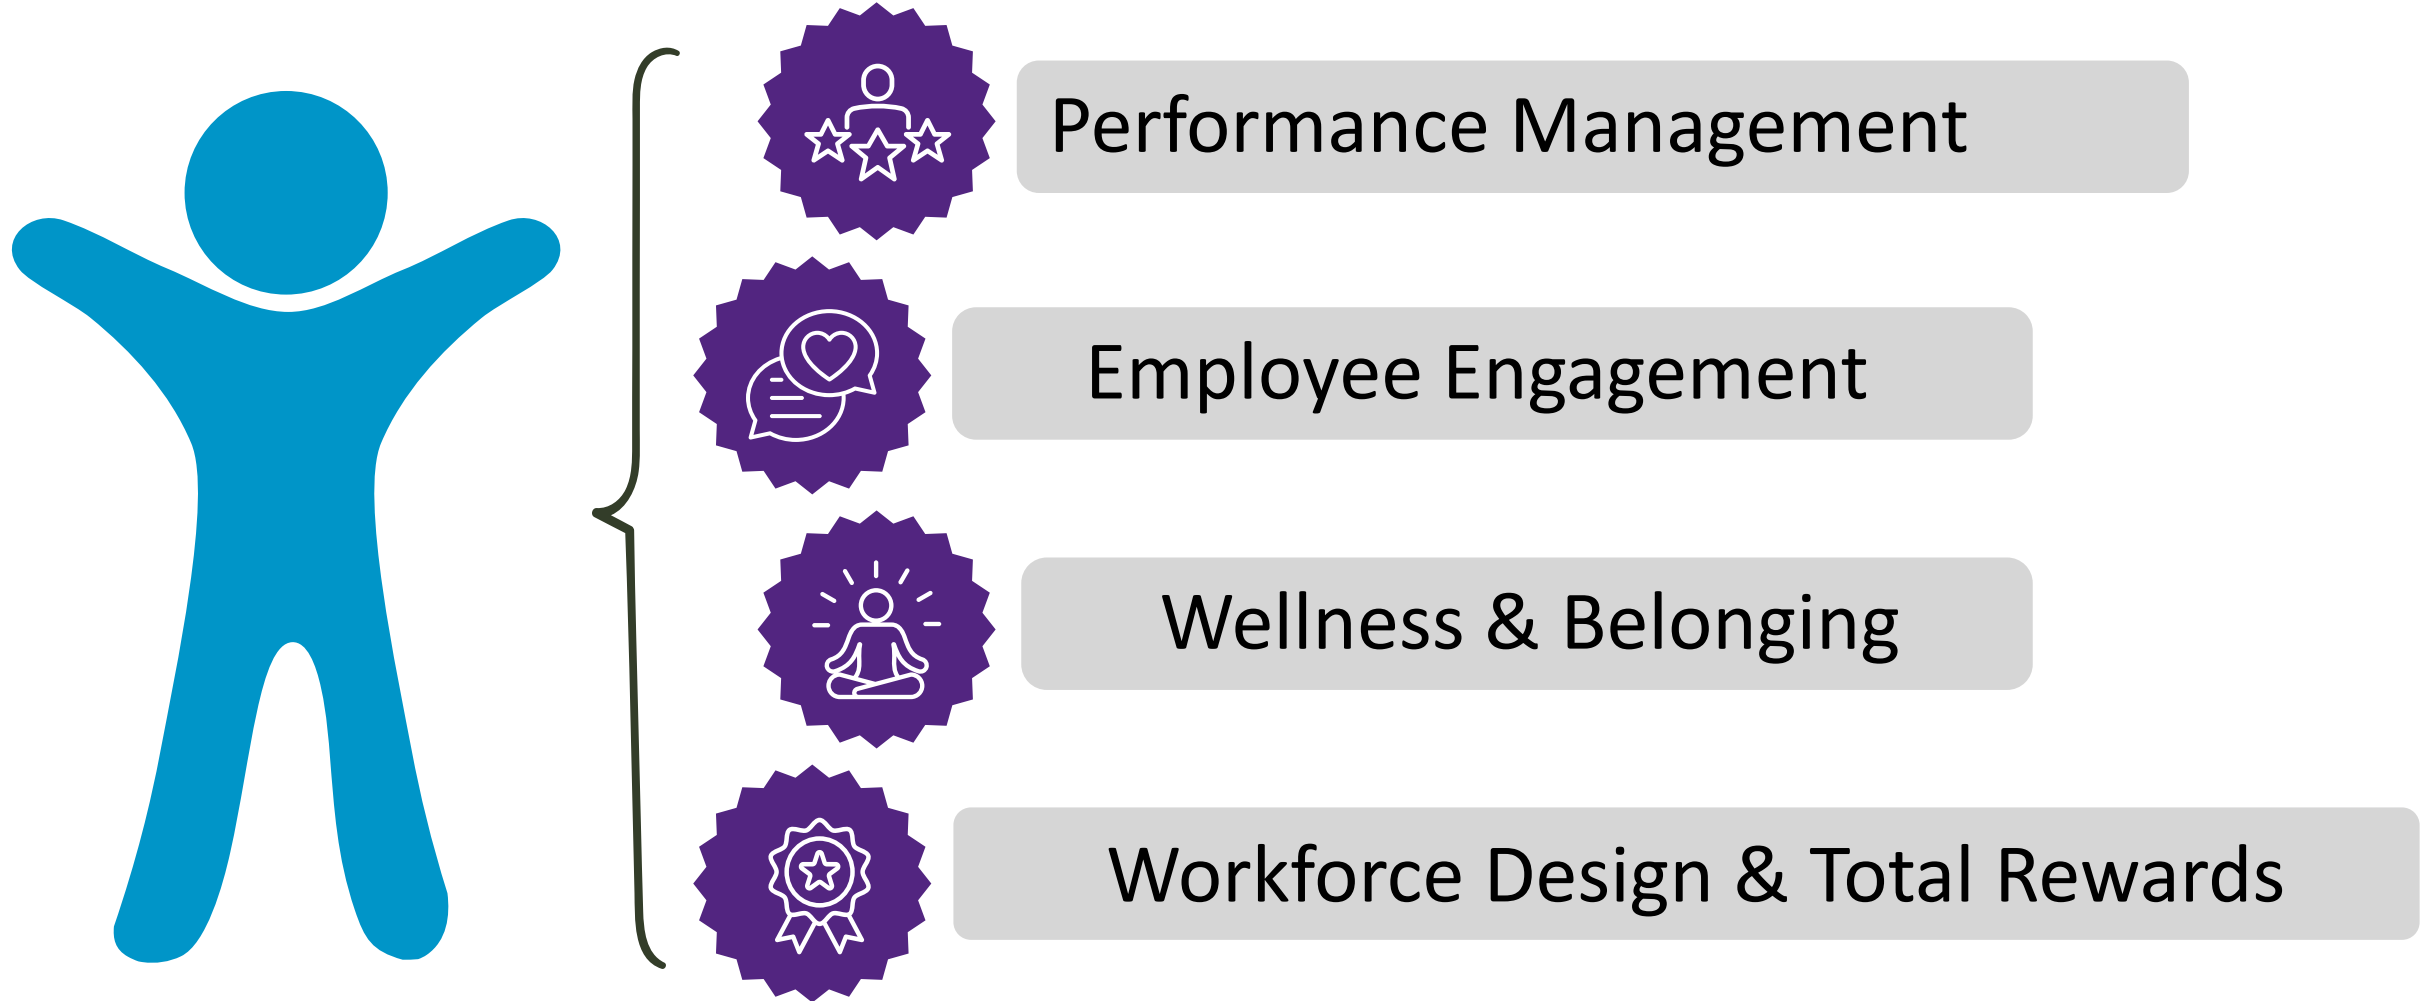 Performance Management
Employee Engagement
Wellness & Belonging
Workforce Design & Total Rewards